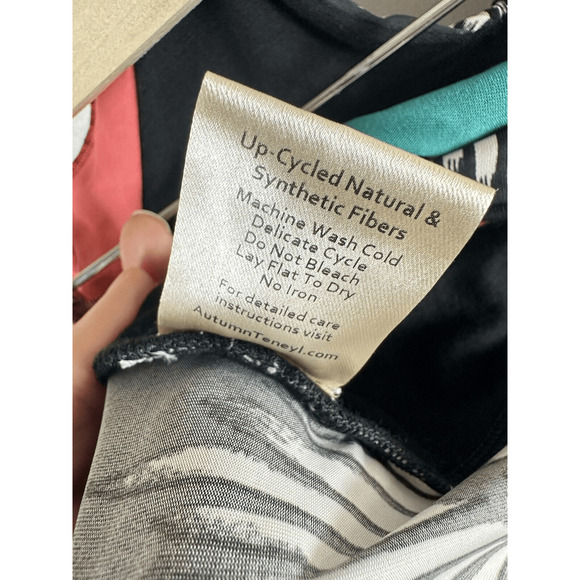 Up-Cycled Natural &
Synthetic Fibers
Machine Wash Cold
Delicate Cycle
Do Not Bleach
Lay Flat To Dry
No Iron
For detailed care
instructions visit
AutumnTeneyl.com